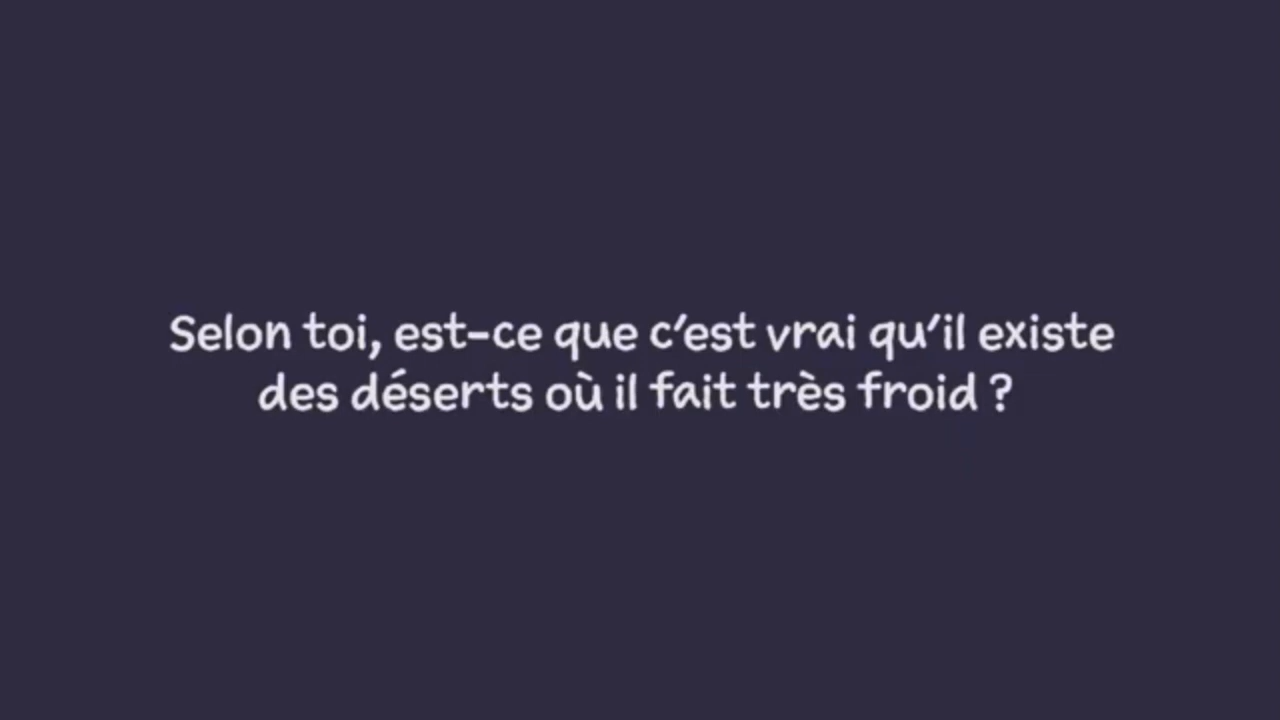 Selon toi, est-ce que c'est vrai qu'il existe
des déserts où il fait très froid ?